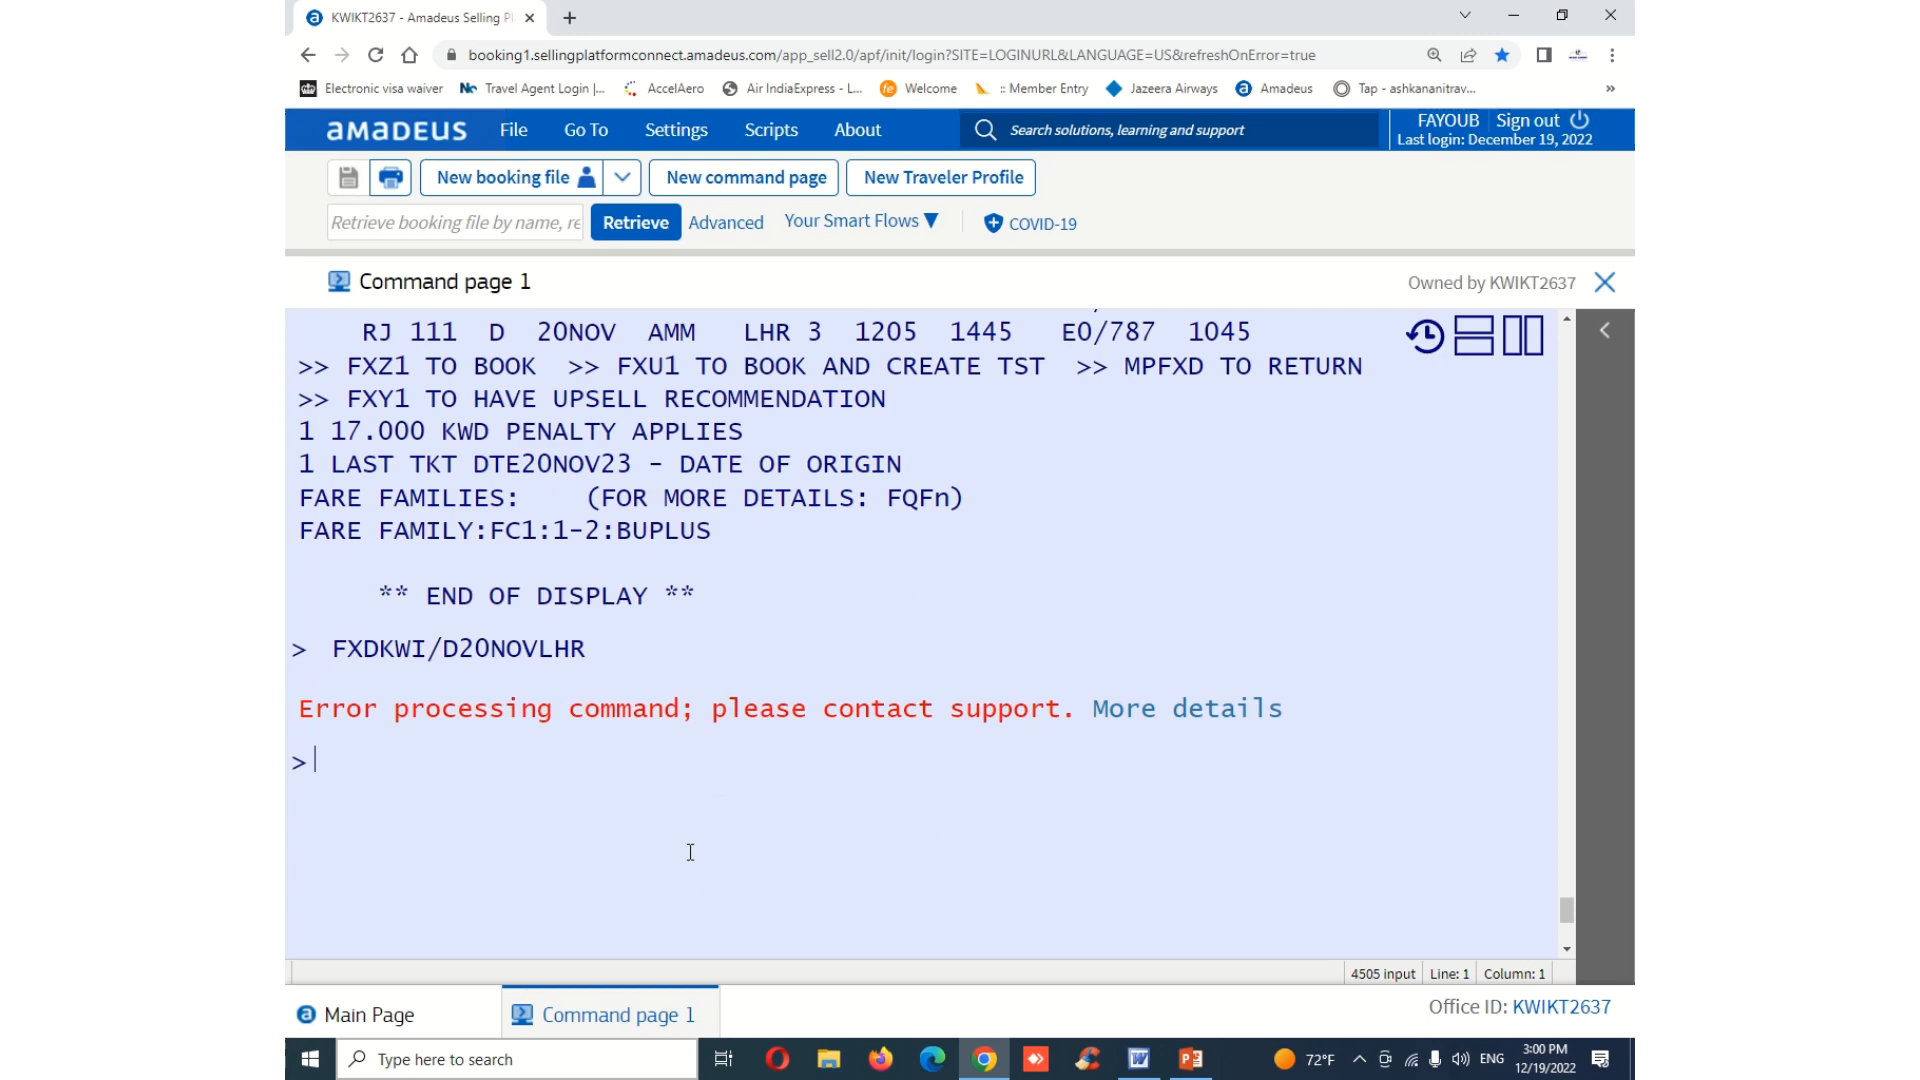 KWIKT2637 - Amadeus Selling Pl
booking1.sellingplatformconnect.amadeus.com/app_sell2.0/apf/init/login?SITE=LOGINURL&LANGUAGE=US&refreshOnError=true
Electronic visa waiver Travel Agent Login |... AccelAero Air IndiaExpress - L... Welcome :: Member Entry Jazeera Airways Amadeus Tap - ashkananitrav... »
amadeus File Go To Settings Scripts About Search solutions, learning and support FAYOUB Sign out
Last login: December 19, 2022
New booking file New command page New Traveler Profile
Retrieve booking file by name, re Retrieve Advanced Your Smart Flows COVID-19
Command page 1 Owned by KWIKT2637
RJ 111 D 20NOV AMM LHR 3 1205 1445 E0/787 1045
>> FXZ1 TO BOOK >> FXU1 TO BOOK AND CREATE TST >> MPFXD TO RETURN
>> FXY1 TO HAVE UPSELL RECOMMENDATION
1 17.000 KWD PENALTY APPLIES
1 LAST TKT DTE20NOV23 - DATE OF ORIGIN
FARE FAMILIES: (FOR MORE DETAILS: FQFn)
FARE FAMILY:FC1:1-2:BUPLUS
** END OF DISPLAY **
> FXDKWI/D20NOVLHR
Error processing command; please contact support. More details
>
4505 input Line: 1 Column: 1
Main Page Command page 1 Office ID: KWIKT2637
Type here to search 72°F ENG 3:00 PM
12/19/2022